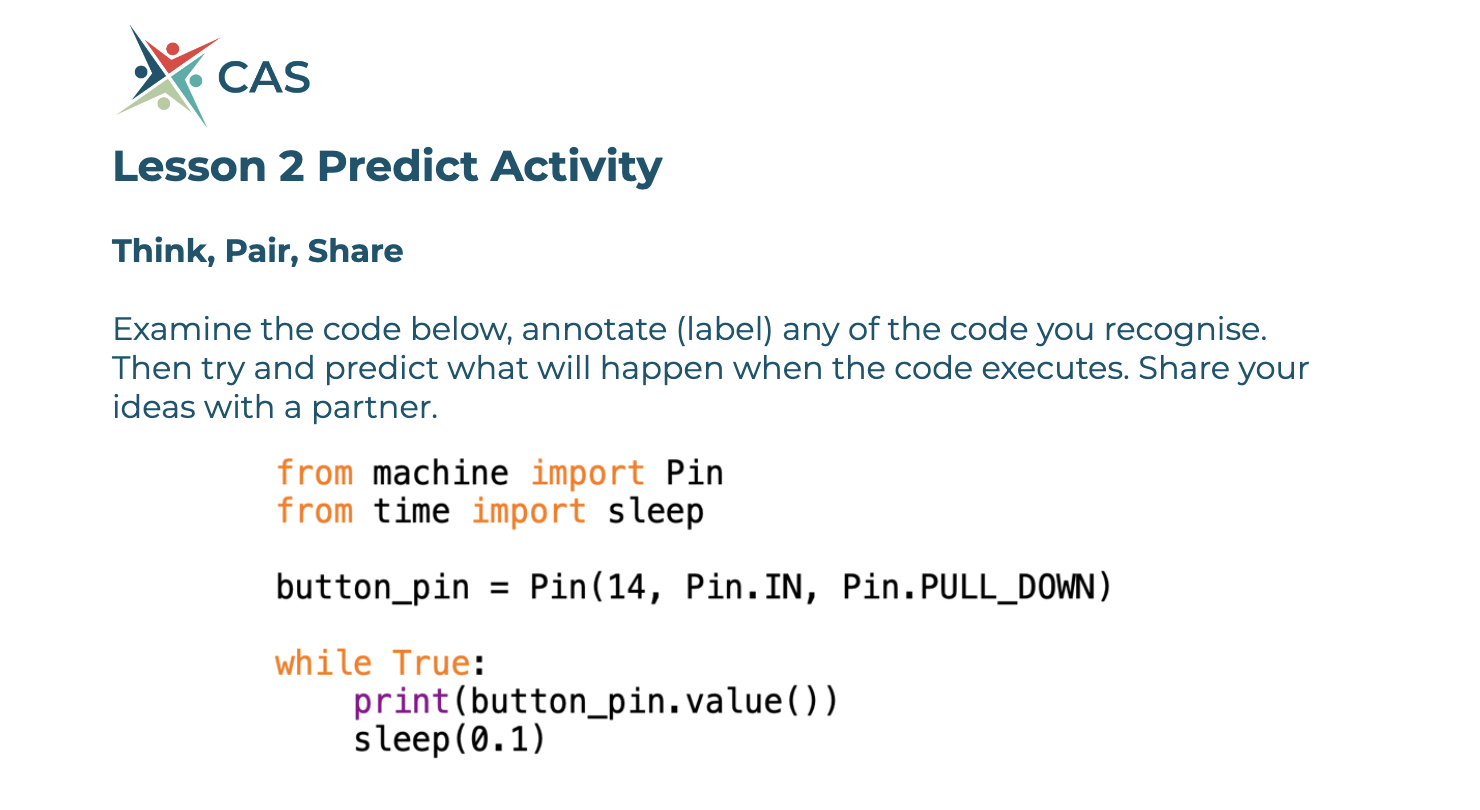 CAS
Lesson 2 Predict Activity
Think, Pair, Share
Examine the code below, annotate (label) any of the code you recognise.
Then try and predict what will happen when the code executes. Share your
ideas with a partner.
from machine import Pin
from time import sleep
button_pin = Pin(14, Pin.IN, Pin.PULL_DOWN)
while True:
    print(button_pin.value())
    sleep(0.1)